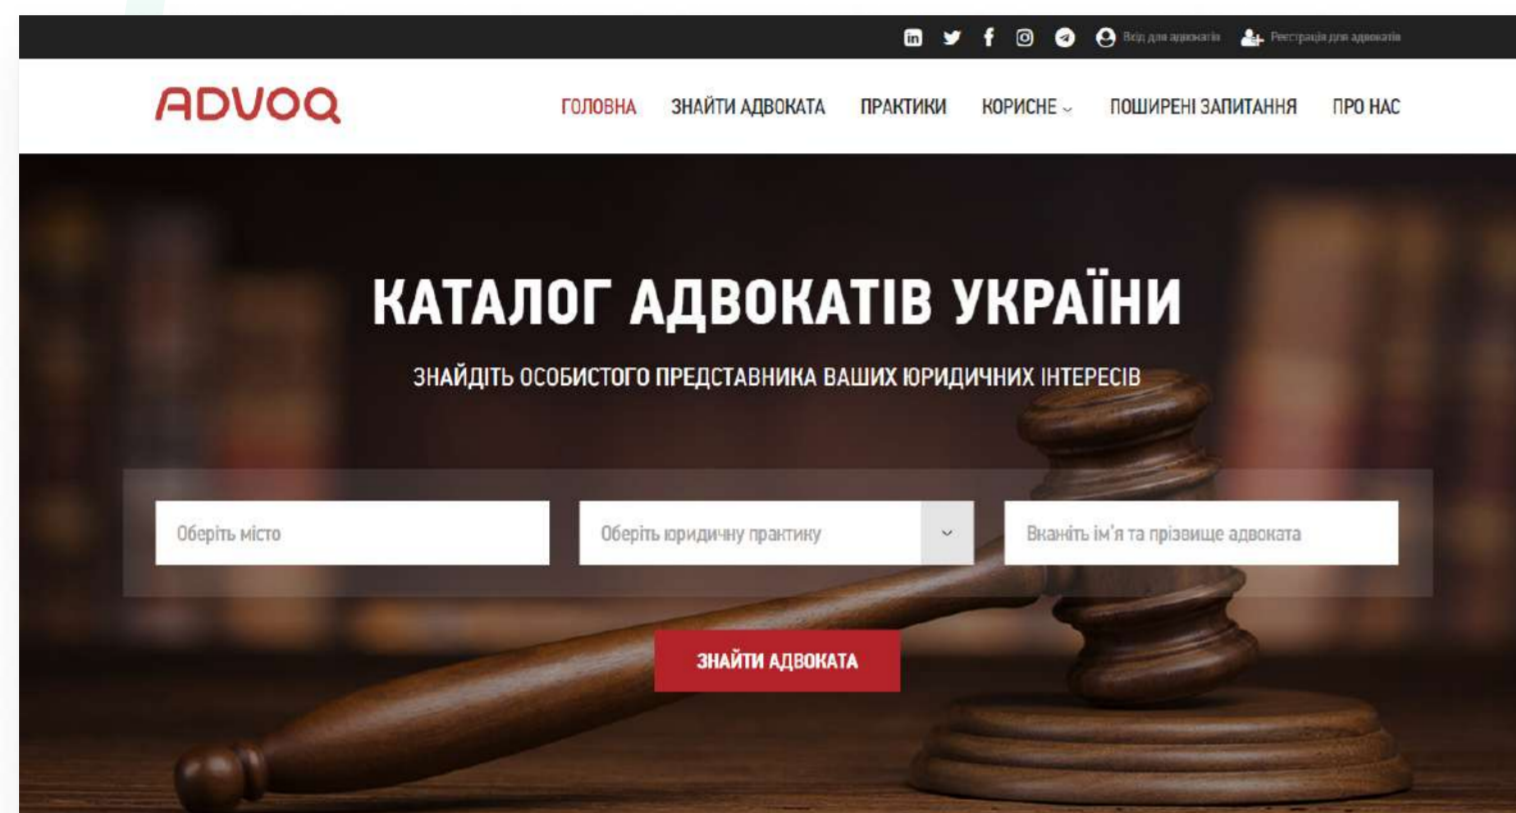 Вхід для адвокатів Реєстрація для адвокатів
ADVOQ
ГОЛОВНА ЗНАЙТИ АДВОКАТА ПРАКТИКИ КОРИСНЕ ПОШИРЕНІ ЗАПИТАННЯ ПРО НАС
КАТАЛОГ АДВОКАТІВ УКРАЇНИ
ЗНАЙДІТЬ ОСОБИСТОГО ПРЕДСТАВНИКА ВАШИХ ЮРИДИЧНИХ ІНТЕРЕСІВ
Оберіть місто Оберіть юридичну практику Вкажіть ім'я та прізвище адвоката
ЗНАЙТИ АДВОКАТА